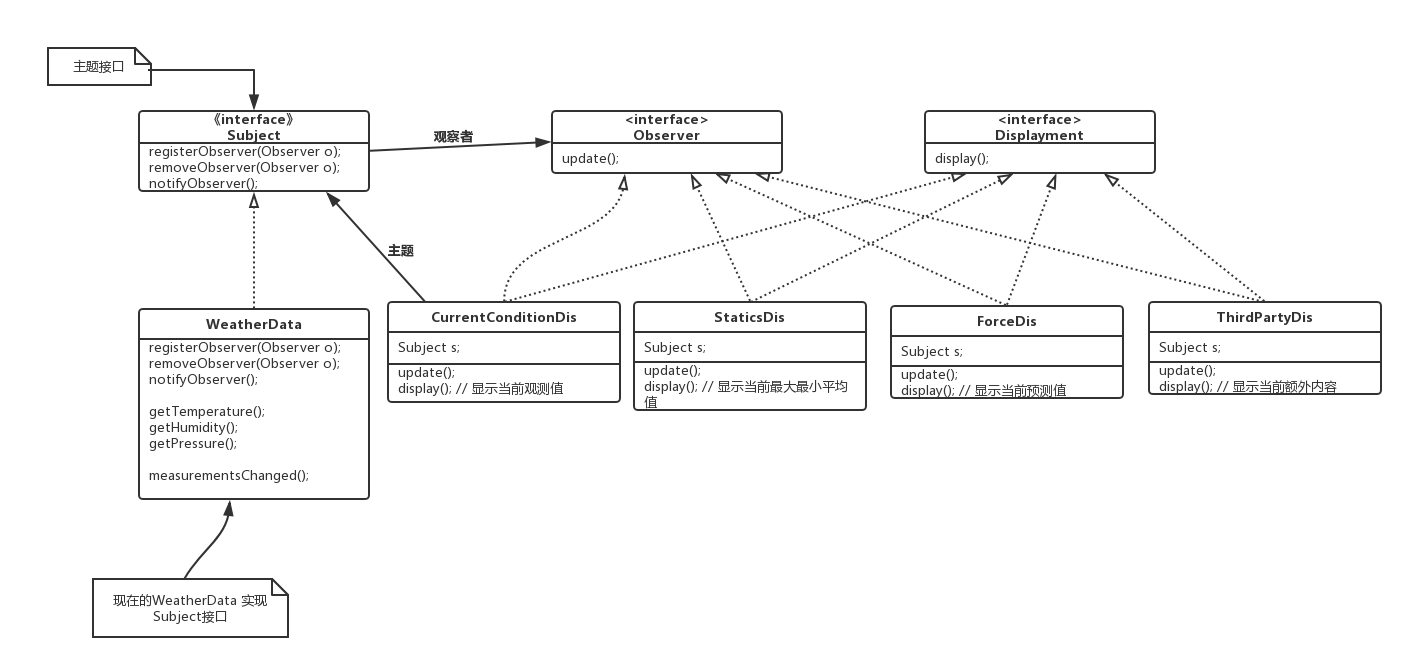 主题接口
《interface》
Subject
registerObserver(Observer o);
removeObserver(Observer o);
notifyObserver();
观察者
<interface>
Observer
update();
<interface>
Displayment
display();
主题
WeatherData
registerObserver(Observer o);
removeObserver(Observer o);
notifyObserver();
getTemperature();
getHumidity();
getPressure();
measurementsChanged();
CurrentConditionDis
Subject s;
update();
display(); // 显示当前观测值
StaticsDis
Subject s;
update();
display(); // 显示当前最大最小平均
值
ForceDis
Subject s;
update();
display(); // 显示当前预测值
ThirdPartyDis
Subject s;
update();
display(); // 显示当前额外内容
现在的WeatherData 实现
Subject接口